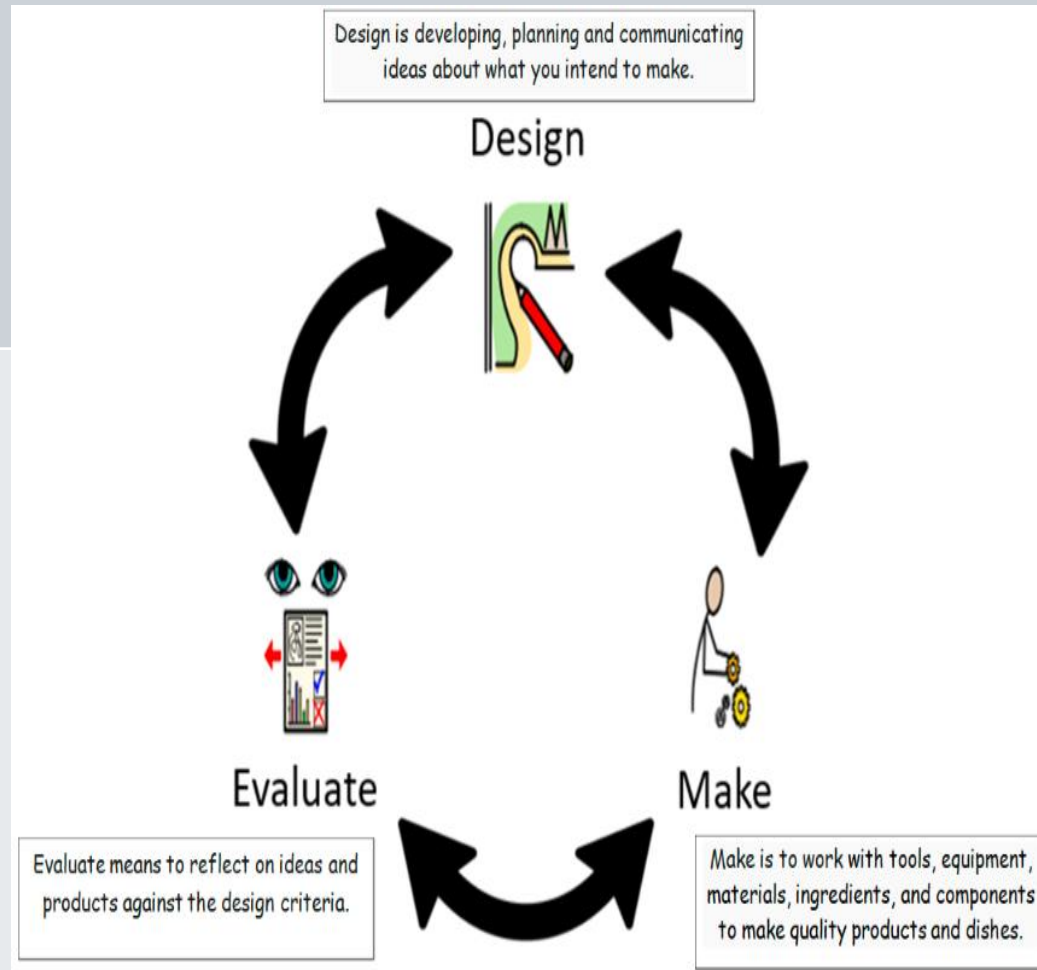 Design is developing, planning and communicating
ideas about what you intend to make.
Design
Evaluate
Make
Evaluate means to reflect on ideas and
products against the design criteria.
Make is to work with tools, equipment,
materials, ingredients, and components
to make quality products and dishes.